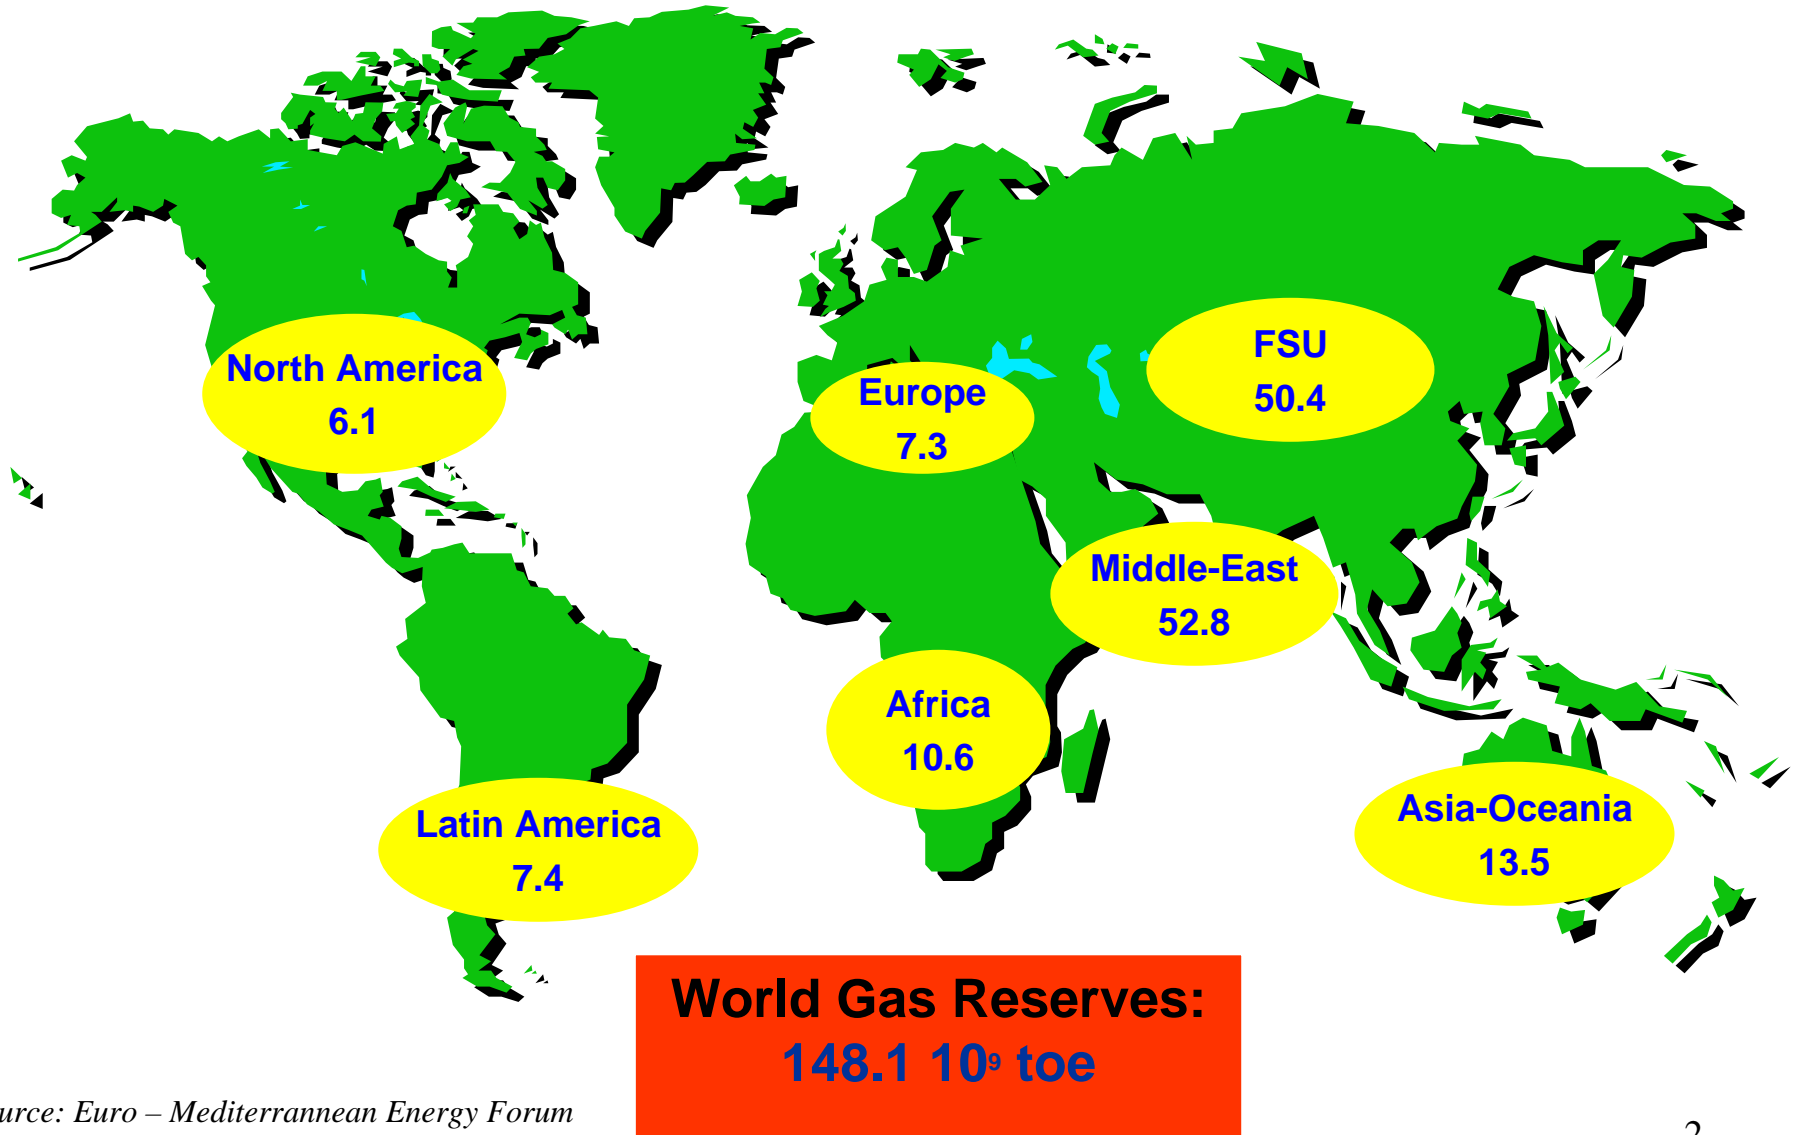 North America
6.1
FSU
50.4
Europe
7.3
Middle-East
52.8
Africa
10.6
Latin America
7.4
Asia-Oceania
13.5
World Gas Reserves:
148.1 10⁹ toe
urce: Euro – Mediterrannean Energy Forum